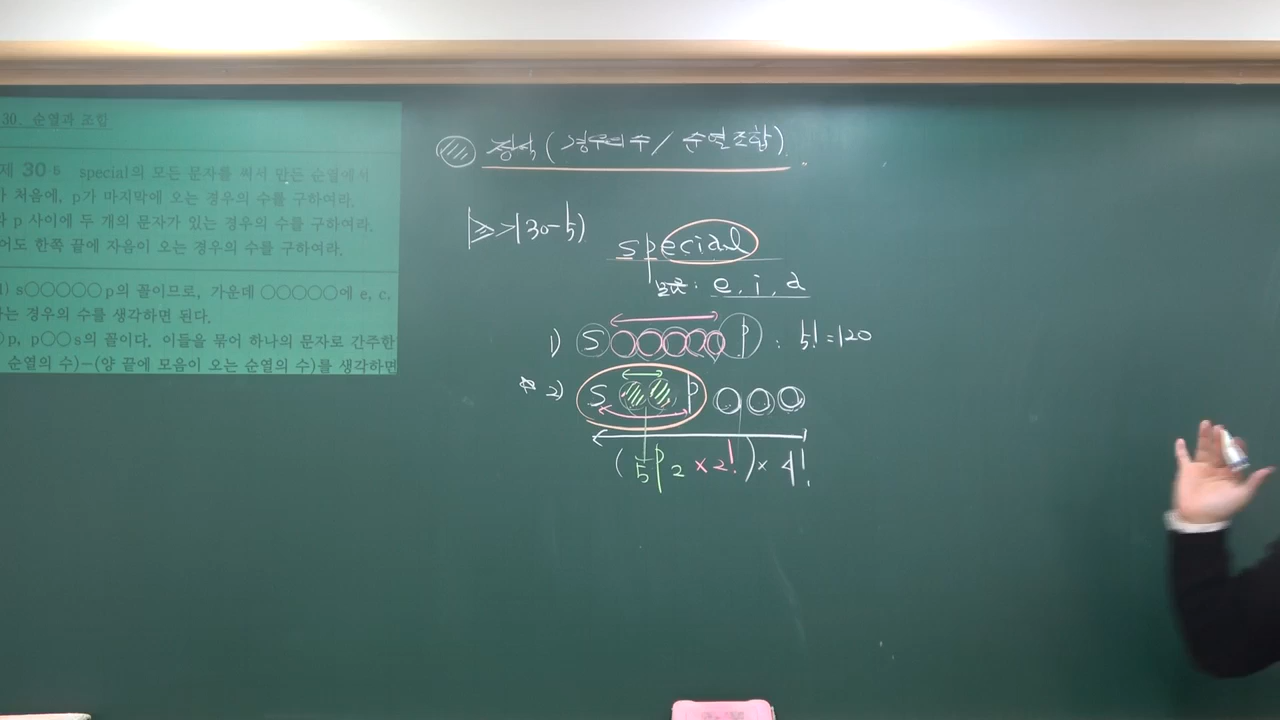 30. 순열과 조합
제 30 5 special의 모든 문자를 써서 만든 순열에서
가 처음에, p가 마지막에 오는 경우의 수를 구하여라.
p 사이에 두 개의 문자가 있는 경우의 수를 구하여라.
어도 한쪽 끝에 자음이 오는 경우의 수를 구하여라.
1) s○○○○○p의 꼴이므로, 가운데 ○○○○○에 e, c,
하는 경우의 수를 생각하면 된다.
○p, p○○s의 꼴이다. 이들을 묶어 하나의 문자로 간주한
순열의 수)−(양 끝에 모음이 오는 순열의 수)를 생각하면
(경우의 수 / 순열조합)
30-5)
special
모음: e, i, a
1) S○○○○○P : 5! = 120
2) S○○P○○○
(5P2 × 2!) × 4!